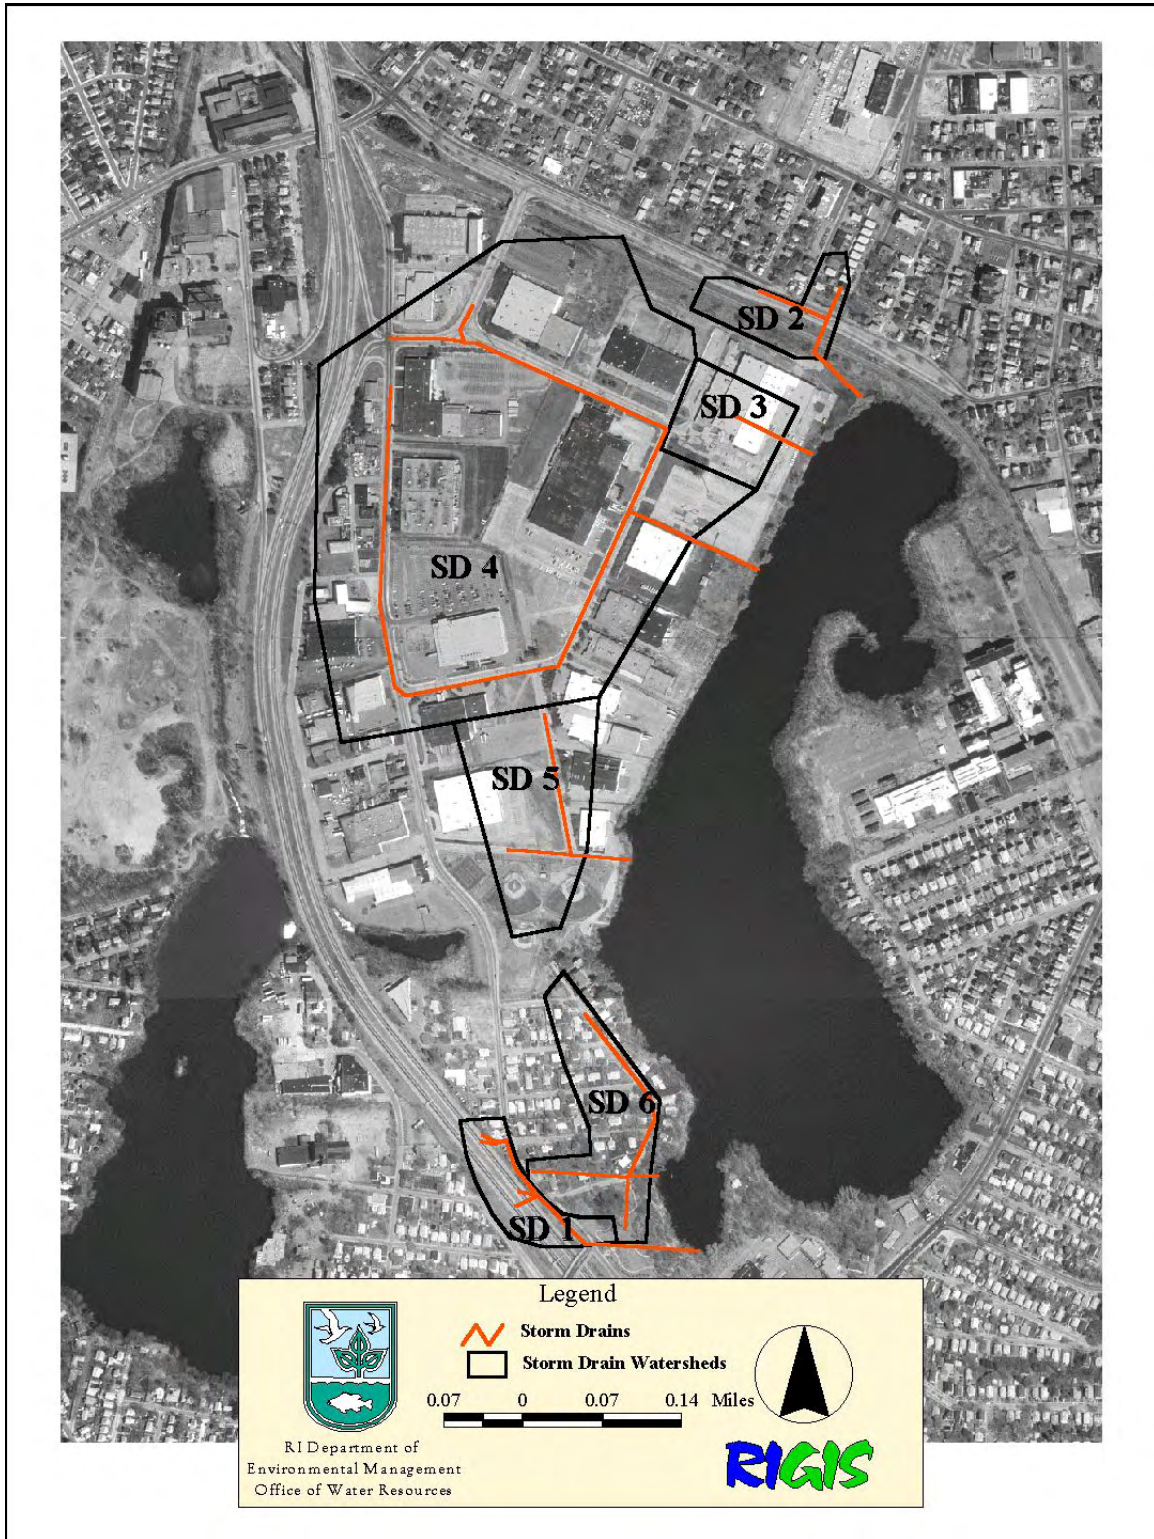 SD 2
SD 3
SD 4
SD 5
SD 6
SD 1
Legend
Storm Drains
Storm Drain Watersheds
0.07 0 0.07 0.14 Miles
RI Department of
Environmental Management
Office of Water Resources
RIGIS